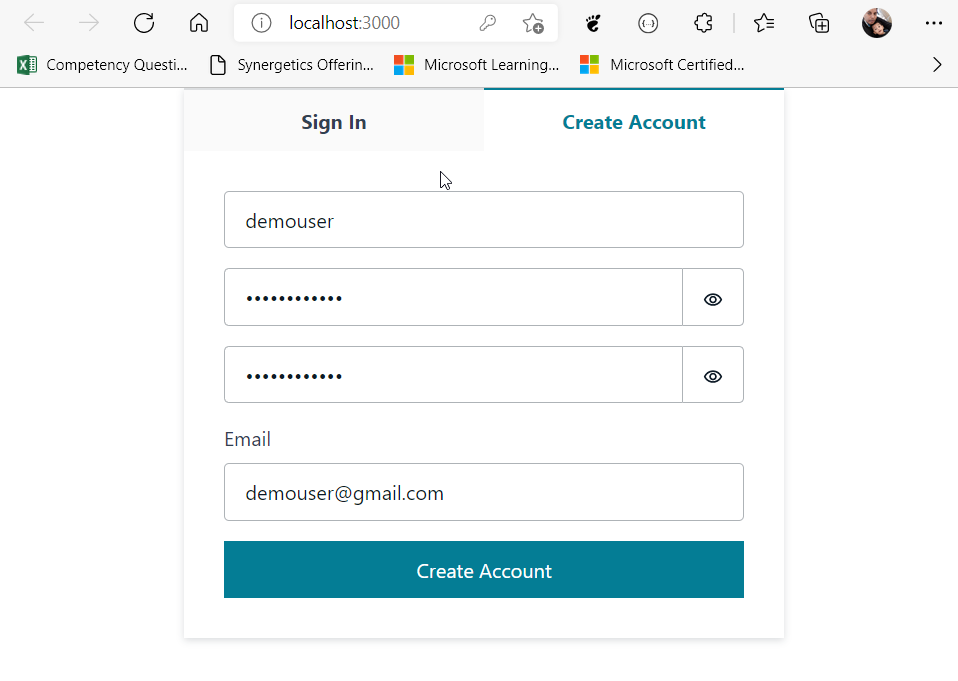 localhost:3000
Competency Questi... Synergetics Offerin... Microsoft Learning... Microsoft Certified...
Sign In Create Account
demouser
••••••••••••
••••••••••••
Email
demouser@gmail.com
Create Account